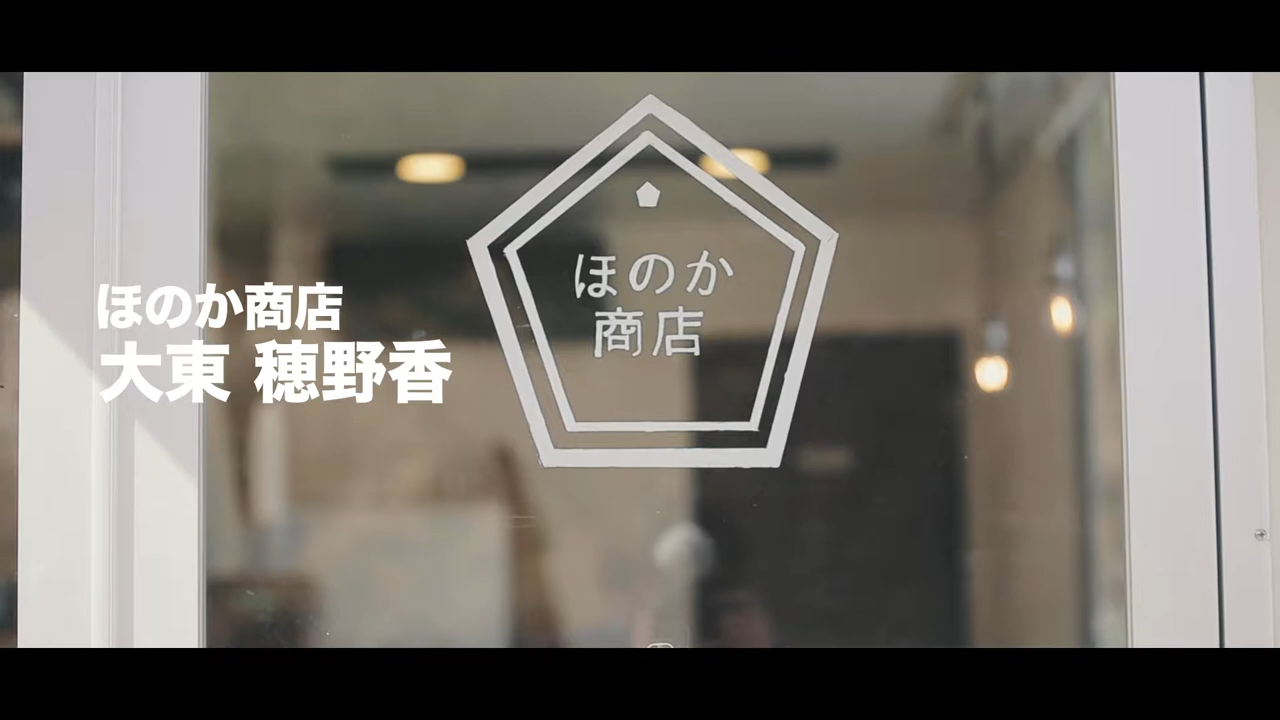 ほのか商店
大東 穂野香
ほのか
商店